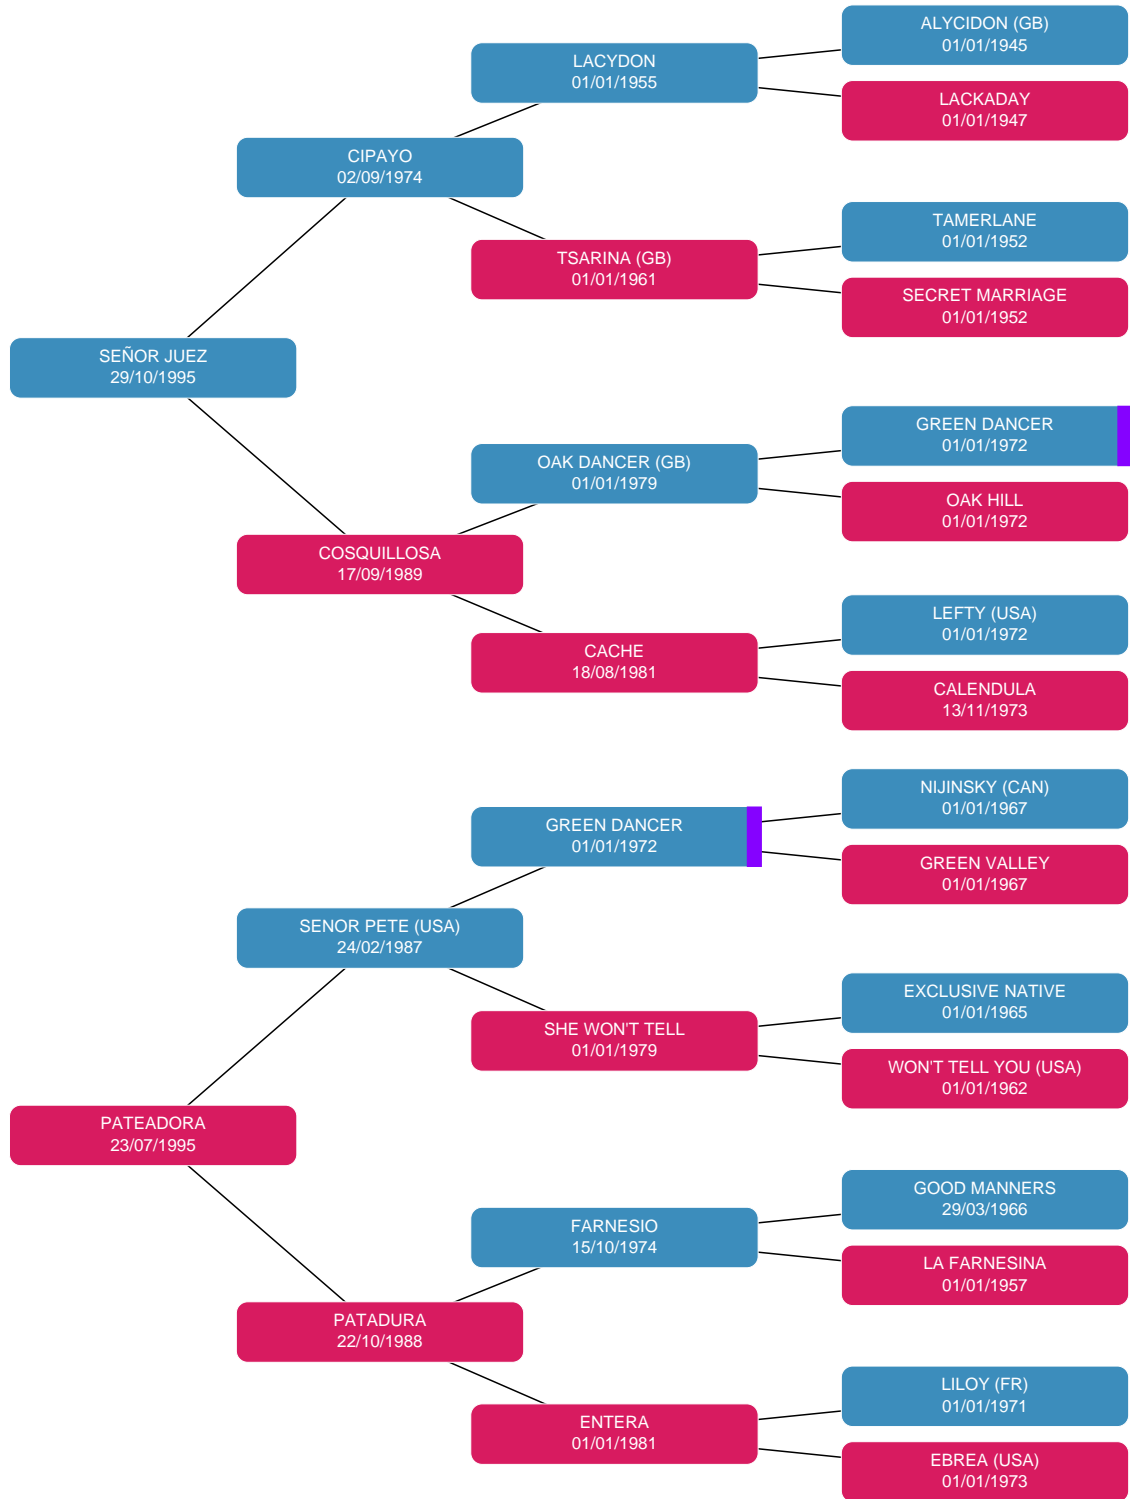 ALYCIDON (GB)
01/01/1945
LACYDON
01/01/1955
LACKADAY
01/01/1947
CIPAYO
02/09/1974
TAMERLANE
01/01/1952
TSARINA (GB)
01/01/1961
SECRET MARRIAGE
01/01/1952
SEÑOR JUEZ
29/10/1995
GREEN DANCER
01/01/1972
OAK DANCER (GB)
01/01/1979
OAK HILL
01/01/1972
COSQUILLOSA
17/09/1989
LEFTY (USA)
01/01/1972
CACHE
18/08/1981
CALENDULA
13/11/1973
NIJINSKY (CAN)
01/01/1967
GREEN DANCER
01/01/1972
GREEN VALLEY
01/01/1967
SENOR PETE (USA)
24/02/1987
EXCLUSIVE NATIVE
01/01/1965
SHE WON'T TELL
01/01/1979
WON'T TELL YOU (USA)
01/01/1962
PATEADORA
23/07/1995
GOOD MANNERS
29/03/1966
FARNESIO
15/10/1974
LA FARNESINA
01/01/1957
PATADURA
22/10/1988
LILOY (FR)
01/01/1971
ENTERA
01/01/1981
EBREA (USA)
01/01/1973